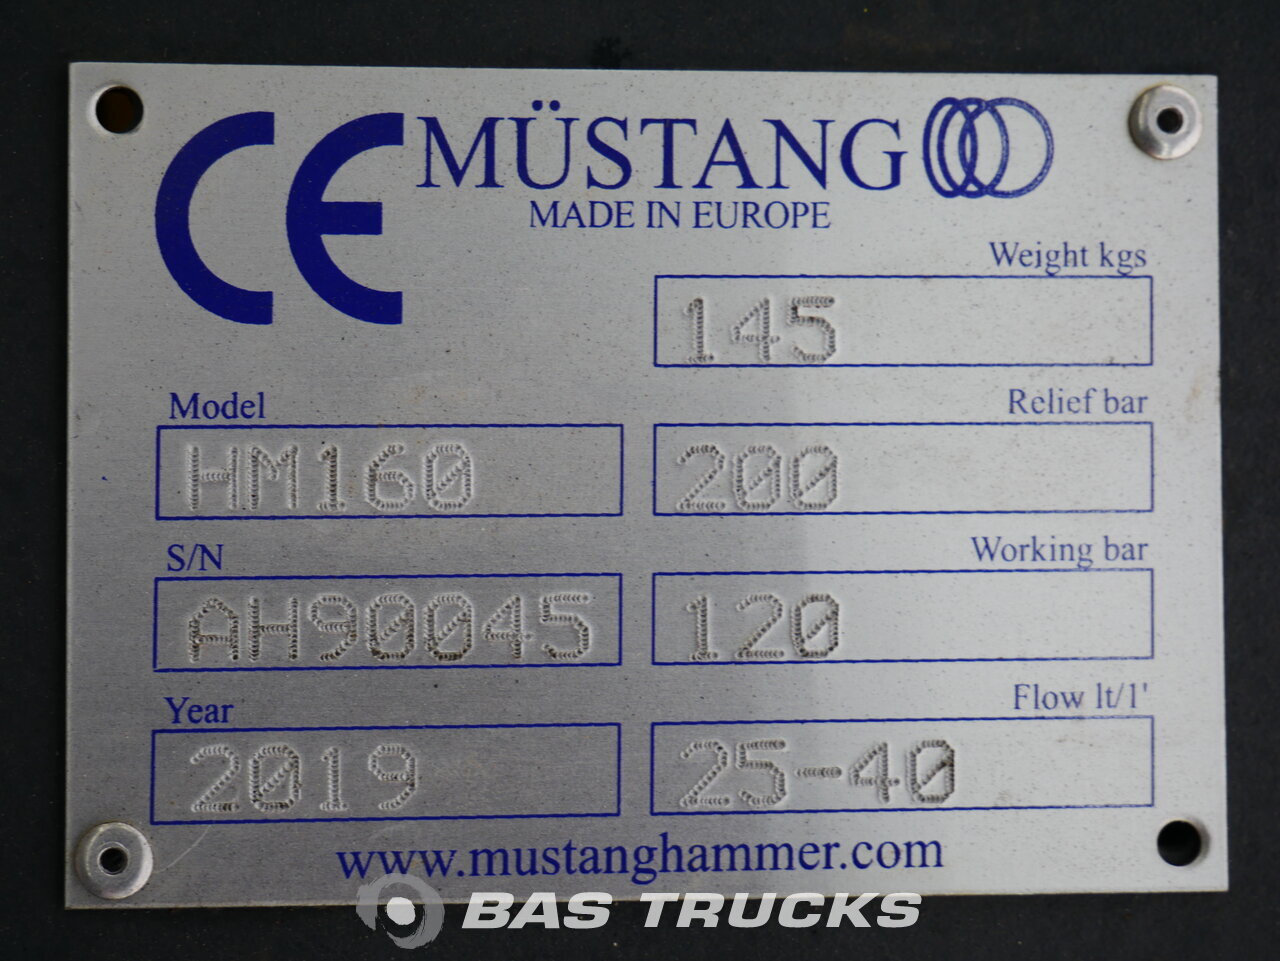 CE MÜSTANG
MADE IN EUROPE
Weight kgs
145
Model
HM160
Relief bar
200
S/N
AH90045
Working bar
120
Year
2019
Flow lt/1'
25-40
www.mustanghammer.com
BAS TRUCKS